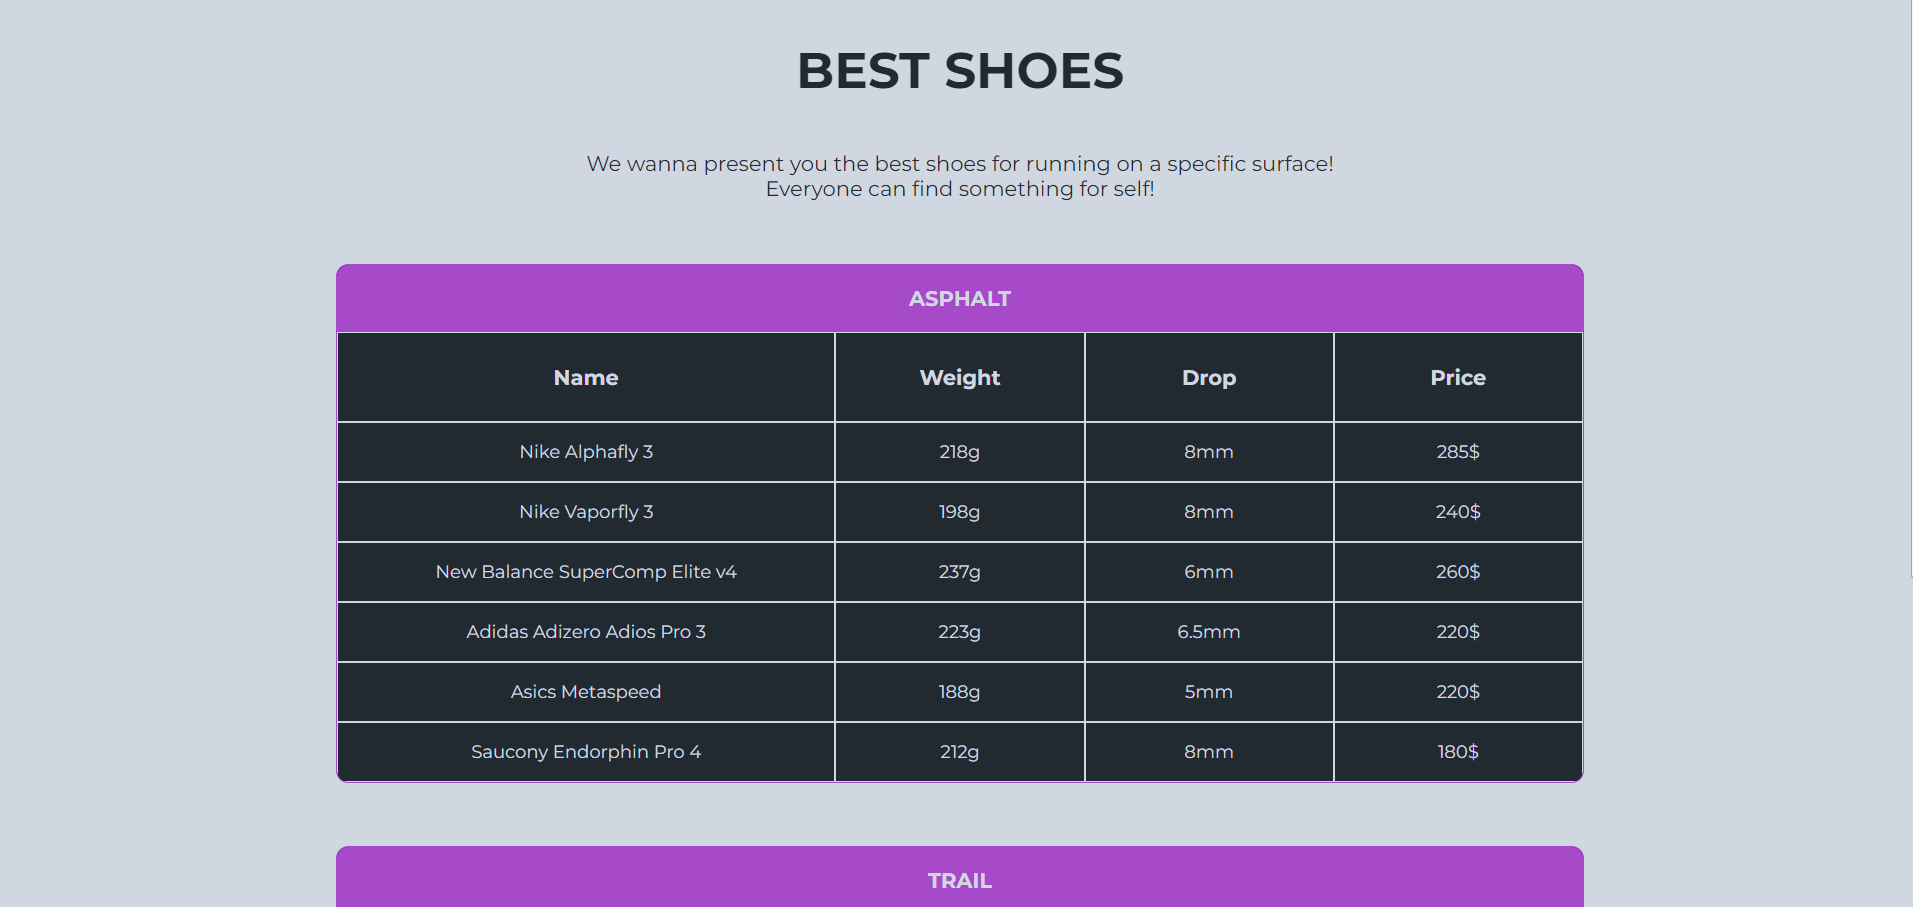 BEST SHOES
We wanna present you the best shoes for running on a specific surface!
Everyone can find something for self!
ASPHALT
Name Weight Drop Price
Nike Alphafly 3 218g 8mm 285$
Nike Vaporfly 3 198g 8mm 240$
New Balance SuperComp Elite v4 237g 6mm 260$
Adidas Adizero Adios Pro 3 223g 6.5mm 220$
Asics Metaspeed 188g 5mm 220$
Saucony Endorphin Pro 4 212g 8mm 180$
TRAIL